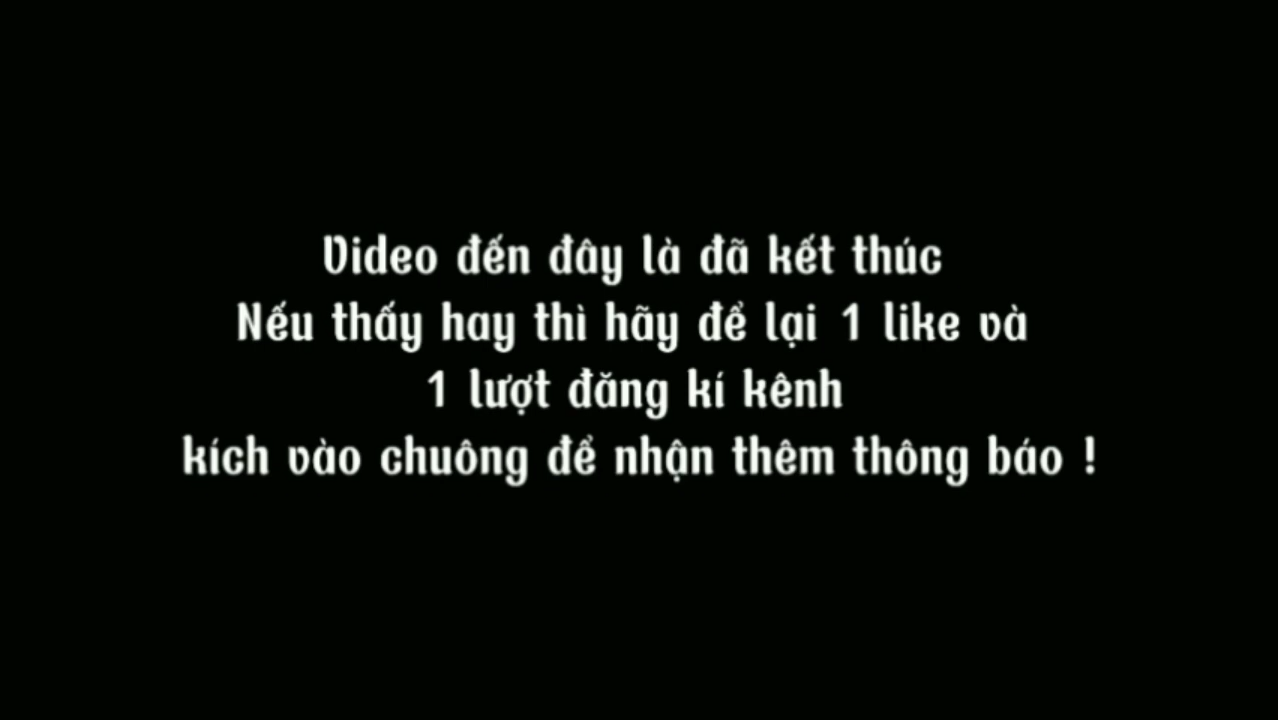 Video đến đây là đã kết thúc
Nếu thấy hay thì hãy để lại 1 like và
1 lượt đăng kí kênh
kích vào chuông để nhận thêm thông báo !